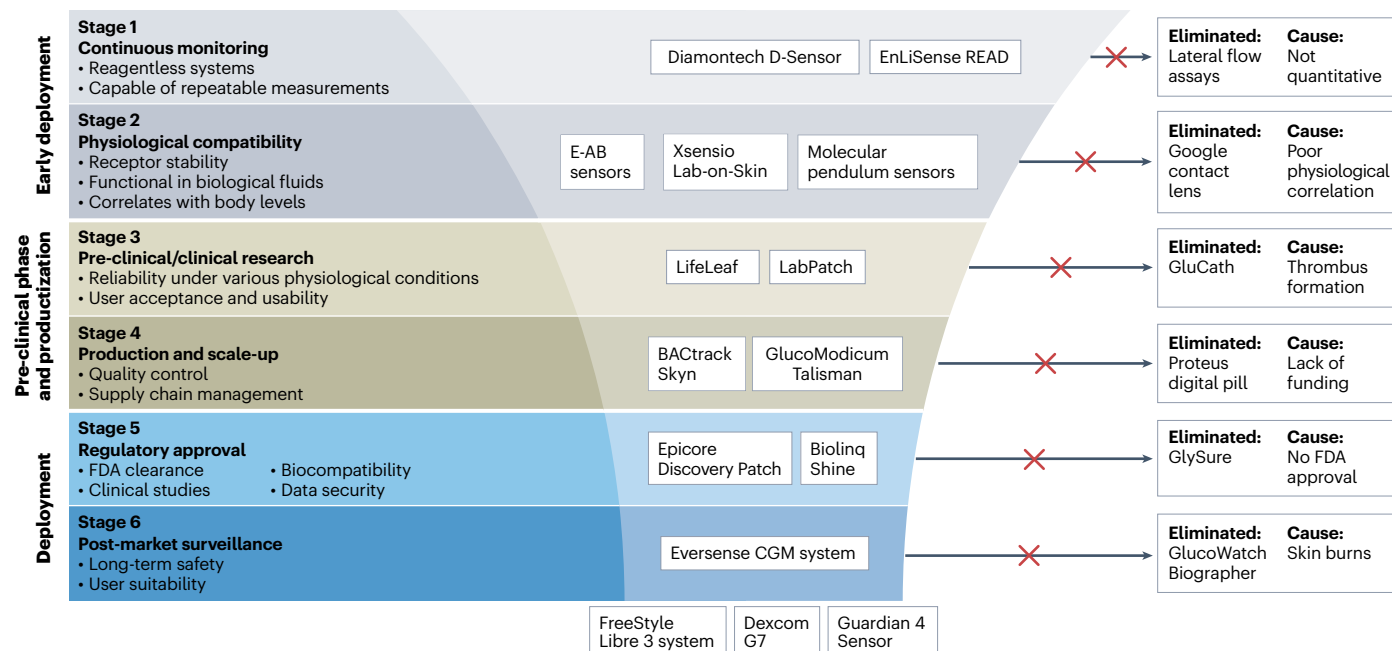 Early deployment
Pre-clinical phase
and productization
Deployment
Stage 1
Continuous monitoring
• Reagentless systems
• Capable of repeatable measurements
Diamontech D-Sensor
EnLiSense READ
Eliminated:
Lateral flow
assays
Cause:
Not
quantitative
Stage 2
Physiological compatibility
• Receptor stability
• Functional in biological fluids
• Correlates with body levels
E-AB
sensors
Xsensio
Lab-on-Skin
Molecular
pendulum sensors
Eliminated:
Google
contact
lens
Cause:
Poor
physiological
correlation
Stage 3
Pre-clinical/clinical research
• Reliability under various physiological conditions
• User acceptance and usability
LifeLeaf
LabPatch
Eliminated:
GluCath
Cause:
Thrombus
formation
Stage 4
Production and scale-up
• Quality control
• Supply chain management
BACtrack
Skyn
GlucoModicum
Talisman
Eliminated:
Proteus
digital pill
Cause:
Lack of
funding
Stage 5
Regulatory approval
• FDA clearance
• Clinical studies
• Biocompatibility
• Data security
Epicore
Discovery Patch
Biolinq
Shine
Eliminated:
GlySure
Cause:
No FDA
approval
Stage 6
Post-market surveillance
• Long-term safety
• User suitability
Eversense CGM system
Eliminated:
GlucoWatch
Biographer
Cause:
Skin burns
FreeStyle
Libre 3 system
Dexcom
G7
Guardian 4
Sensor